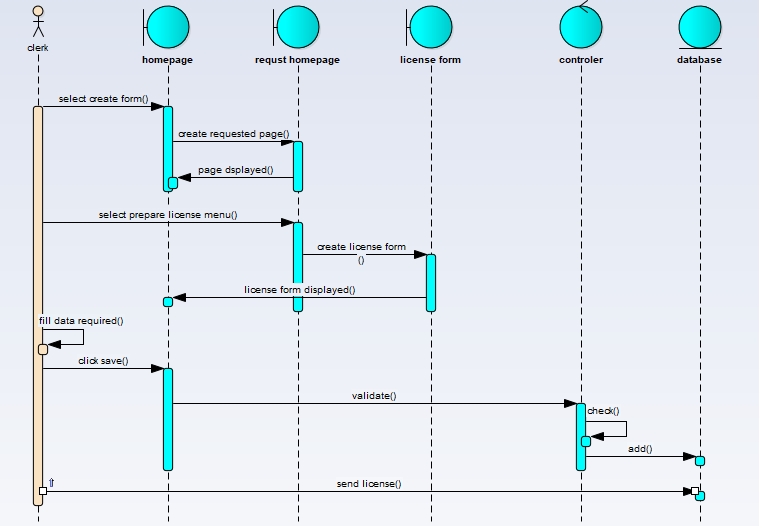 clerk
homepage
requst homepage
license form
controler
database
select create form()
create requested page()
page dsplayed()
select prepare license menu()
create license form
()
license form displayed()
fill data required()
click save()
validate()
check()
add()
send license()